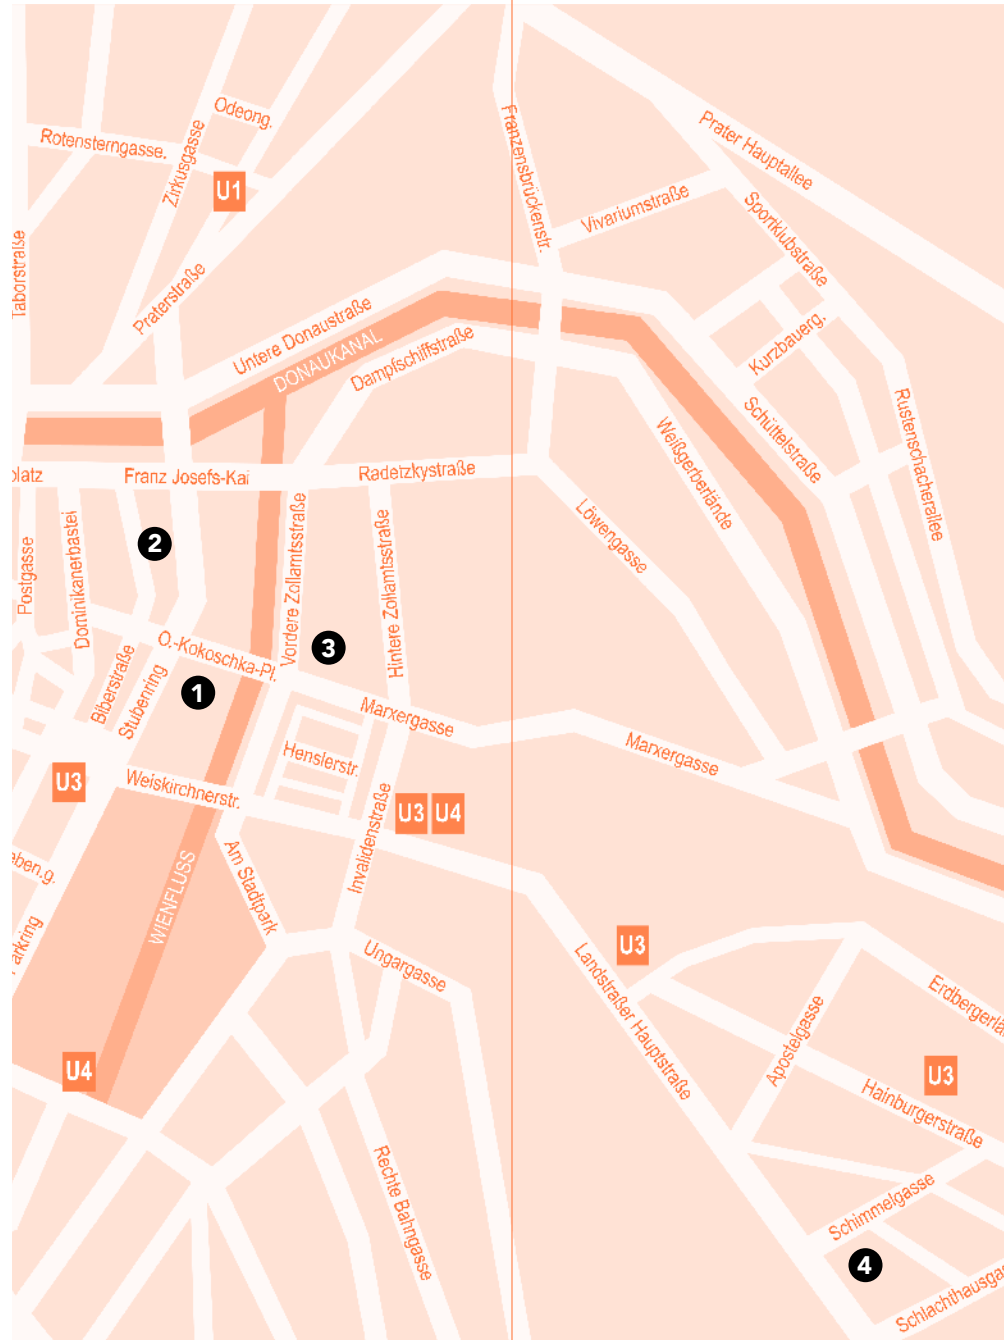 Odeong.
Rotensterngasse.
Zirkusgasse
U1
Taborstraße
Praterstraße
Franzensbrückenstr.
Prater Hauptallee
Vivariumstraße
Sportklubstraße
Untere Donaustraße
DONAUKANAL
Dampfschiffstraße
Kurzbauerg.
Schüttelstraße
Rustenschacherallee
Weißgerberlände
platz
Franz Josefs-Kai
Radetzkystraße
Löwengasse
Postgasse
Dominikanerbastei
2
Vordere Zollamtsstraße
Hintere Zollamtsstraße
Biberstraße
Stubenring
O.-Kokoschka-Pl.
3
1
Marxergasse
Marxergasse
Henslerstr.
U3
Weiskirchnerstr.
Invalidenstraße
U3
U4
eben.g.
WIENFLUSS
Am Stadtpark
Parkring
Ungargasse
U3
Landstraßer Hauptstraße
Apostelgasse
Erdbergerlä
U4
U3
Hainburgerstraße
Rechte Bahngasse
Schimmelgasse
4
Schlachthausgas